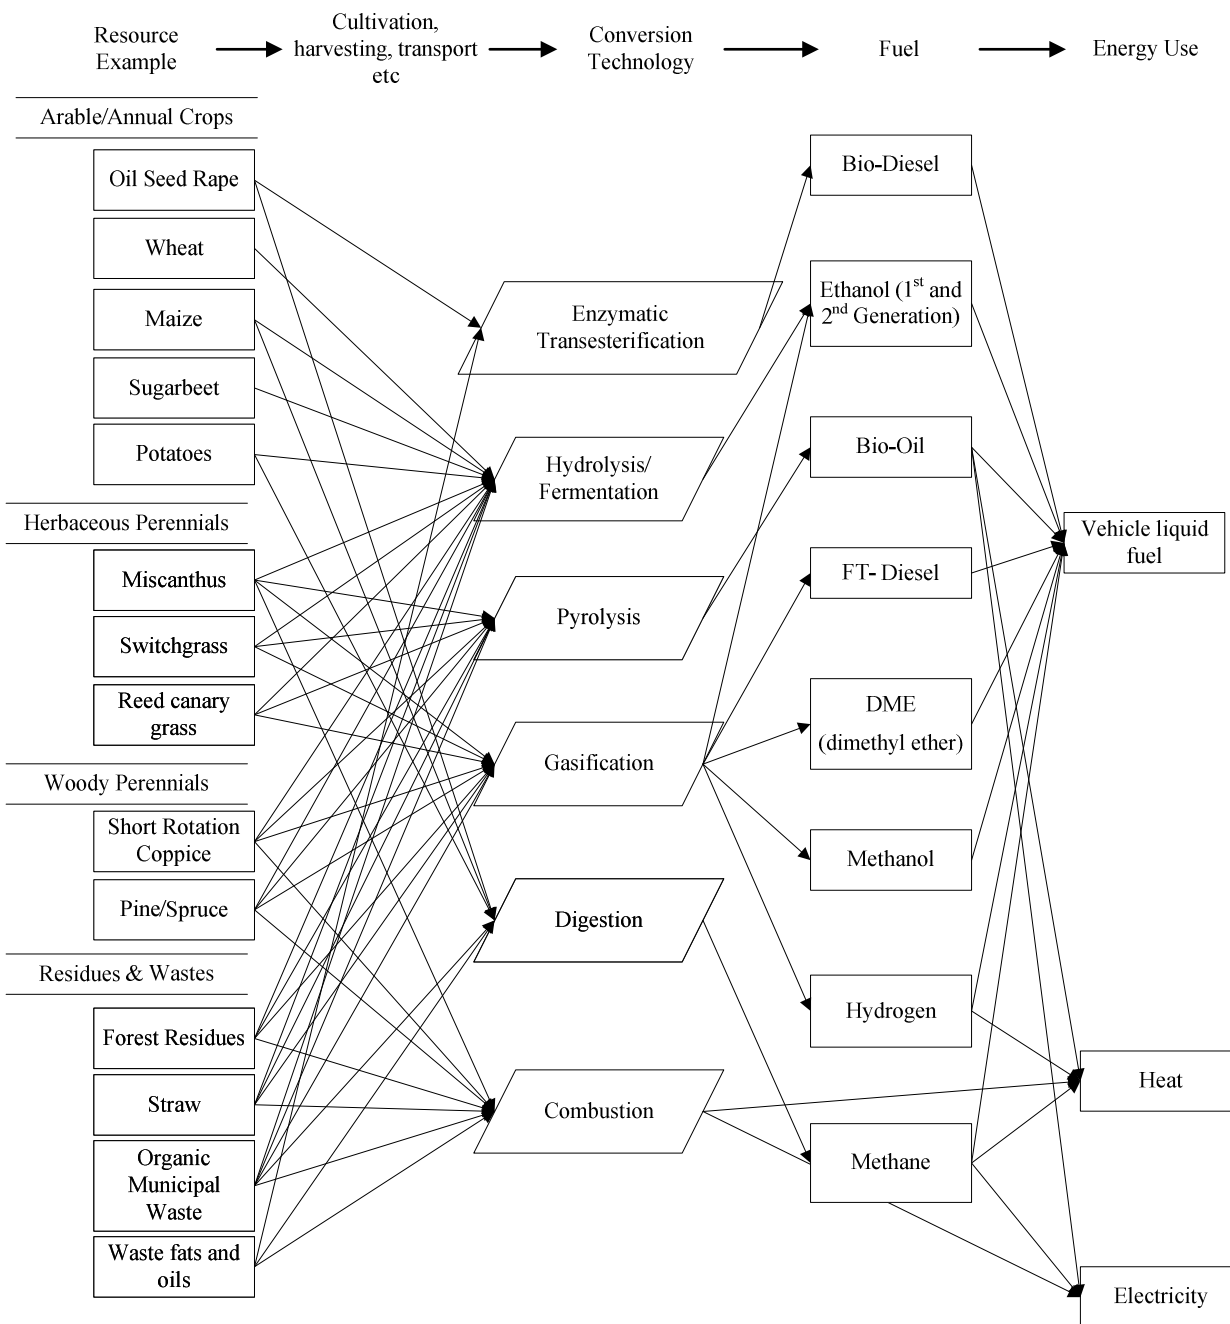 Resource
Example
Cultivation,
harvesting, transport
etc
Conversion
Technology
Fuel
Energy Use
Arable/Annual Crops
Oil Seed Rape
Wheat
Maize
Sugarbeet
Potatoes
Herbaceous Perennials
Miscanthus
Switchgrass
Reed canary
grass
Woody Perennials
Short Rotation
Coppice
Pine/Spruce
Residues & Wastes
Forest Residues
Straw
Organic
Municipal
Waste
Waste fats and
oils
Enzymatic
Transesterification
Hydrolysis/
Fermentation
Pyrolysis
Gasification
Digestion
Combustion
Bio-Diesel
Ethanol (1st and
2nd Generation)
Bio-Oil
FT- Diesel
DME
(dimethyl ether)
Methanol
Hydrogen
Methane
Vehicle liquid
fuel
Heat
Electricity